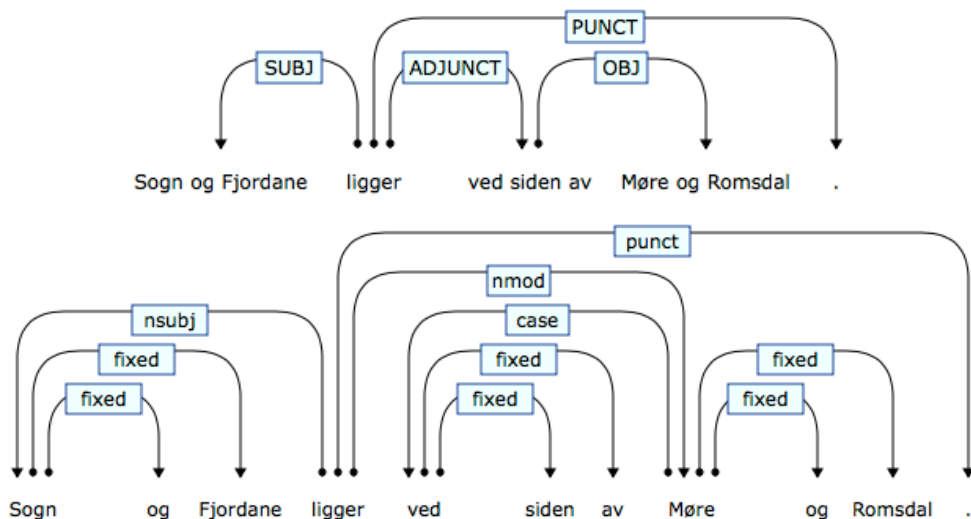 PUNCT
SUBJ ADJUNCT OBJ
Sogn og Fjordane ligger ved siden av Møre og Romsdal .
punct
nmod
nsubj case
fixed fixed fixed
fixed fixed fixed
Sogn og Fjordane ligger ved siden av Møre og Romsdal .